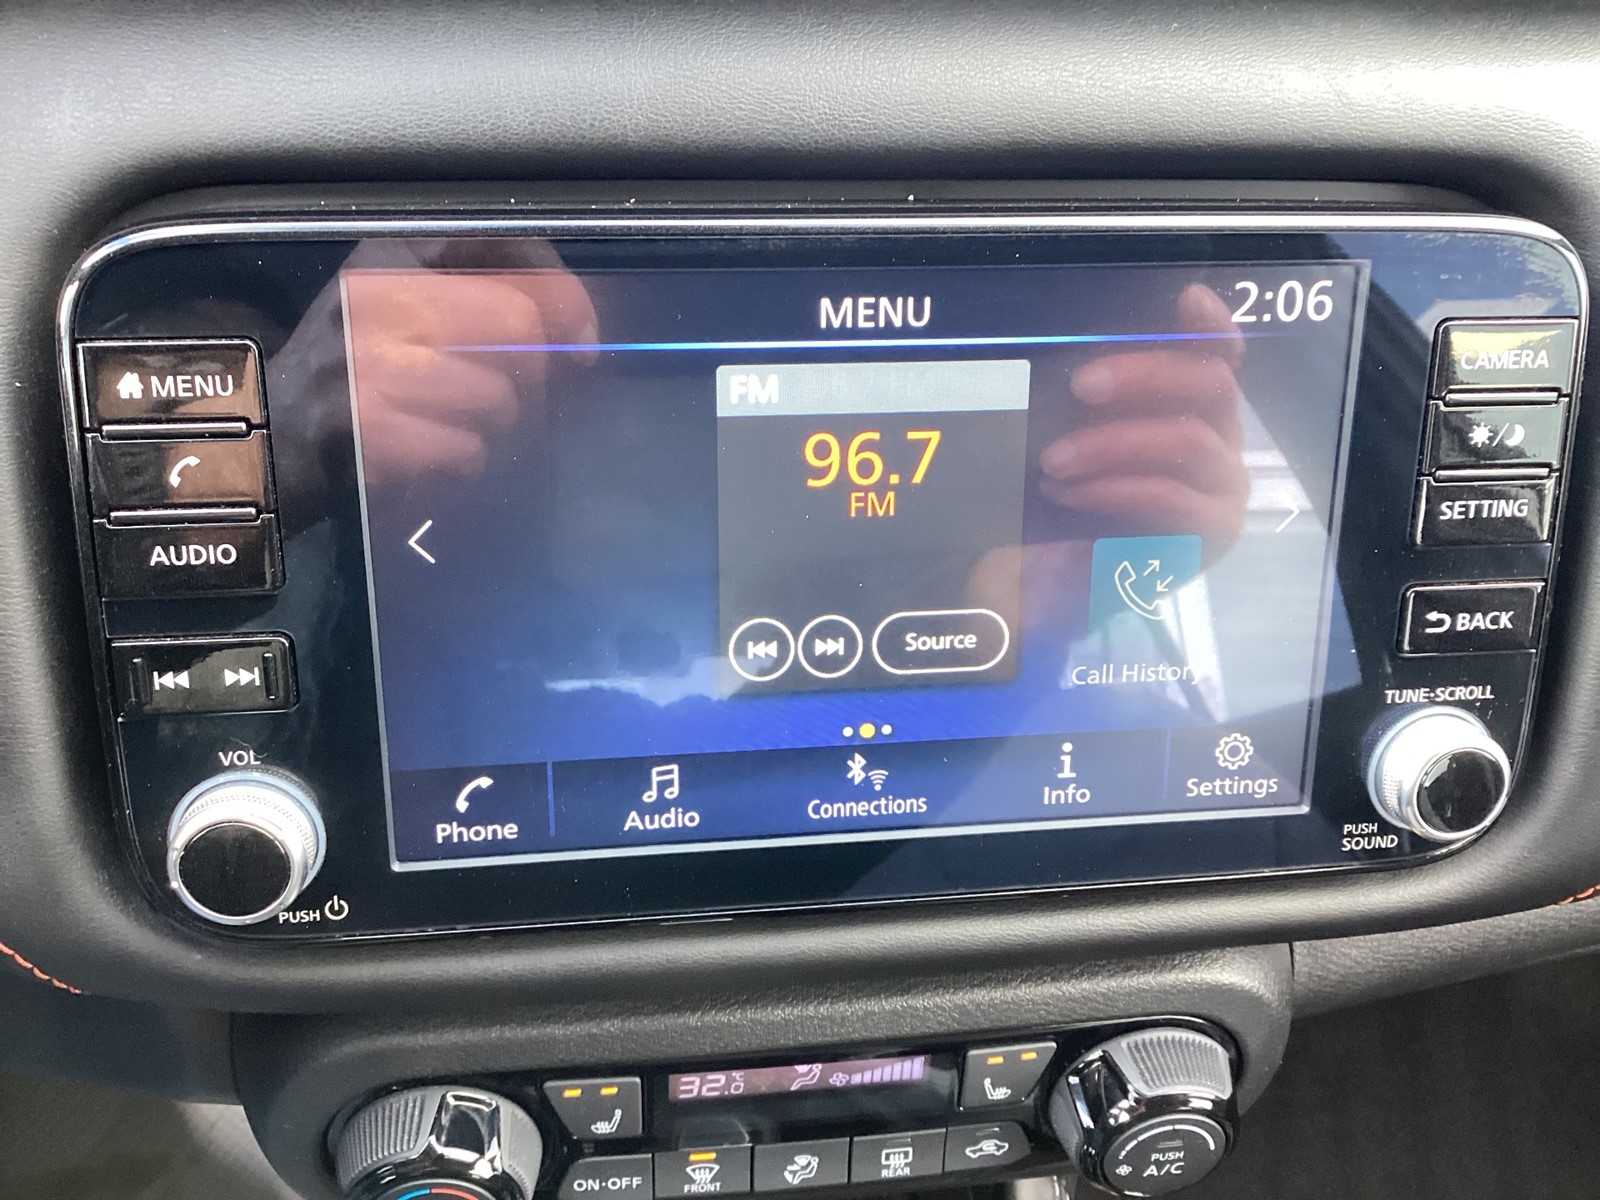 MENU
2:06
MENU
AUDIO
VOL
PUSH
FM
96.7
FM
Source
Call History
Phone
Audio
Connections
Info
Settings
CAMERA
SETTING
BACK
TUNE·SCROLL
PUSH
SOUND
32.0
°C
ON·OFF
FRONT
REAR
PUSH
A/C